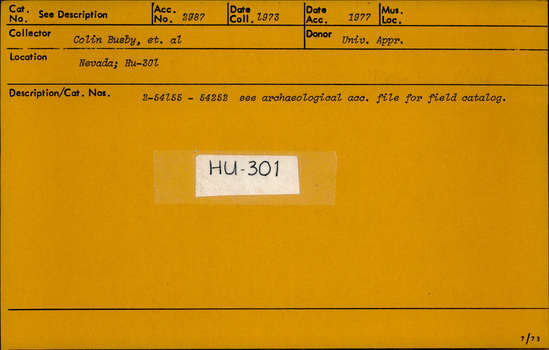 Cat. No. See Description Acc. No. 2987 Date Coll. 1973 Date Acc. 1977 Mus. Loc.
Collector Colin Busby, et. al Donor Univ. Appr.
Location Nevada; Hu-301
Description/Cat. Nos. 2-54155 - 54252 see archaeological acc. file for field catalog.
HU-301
7/73